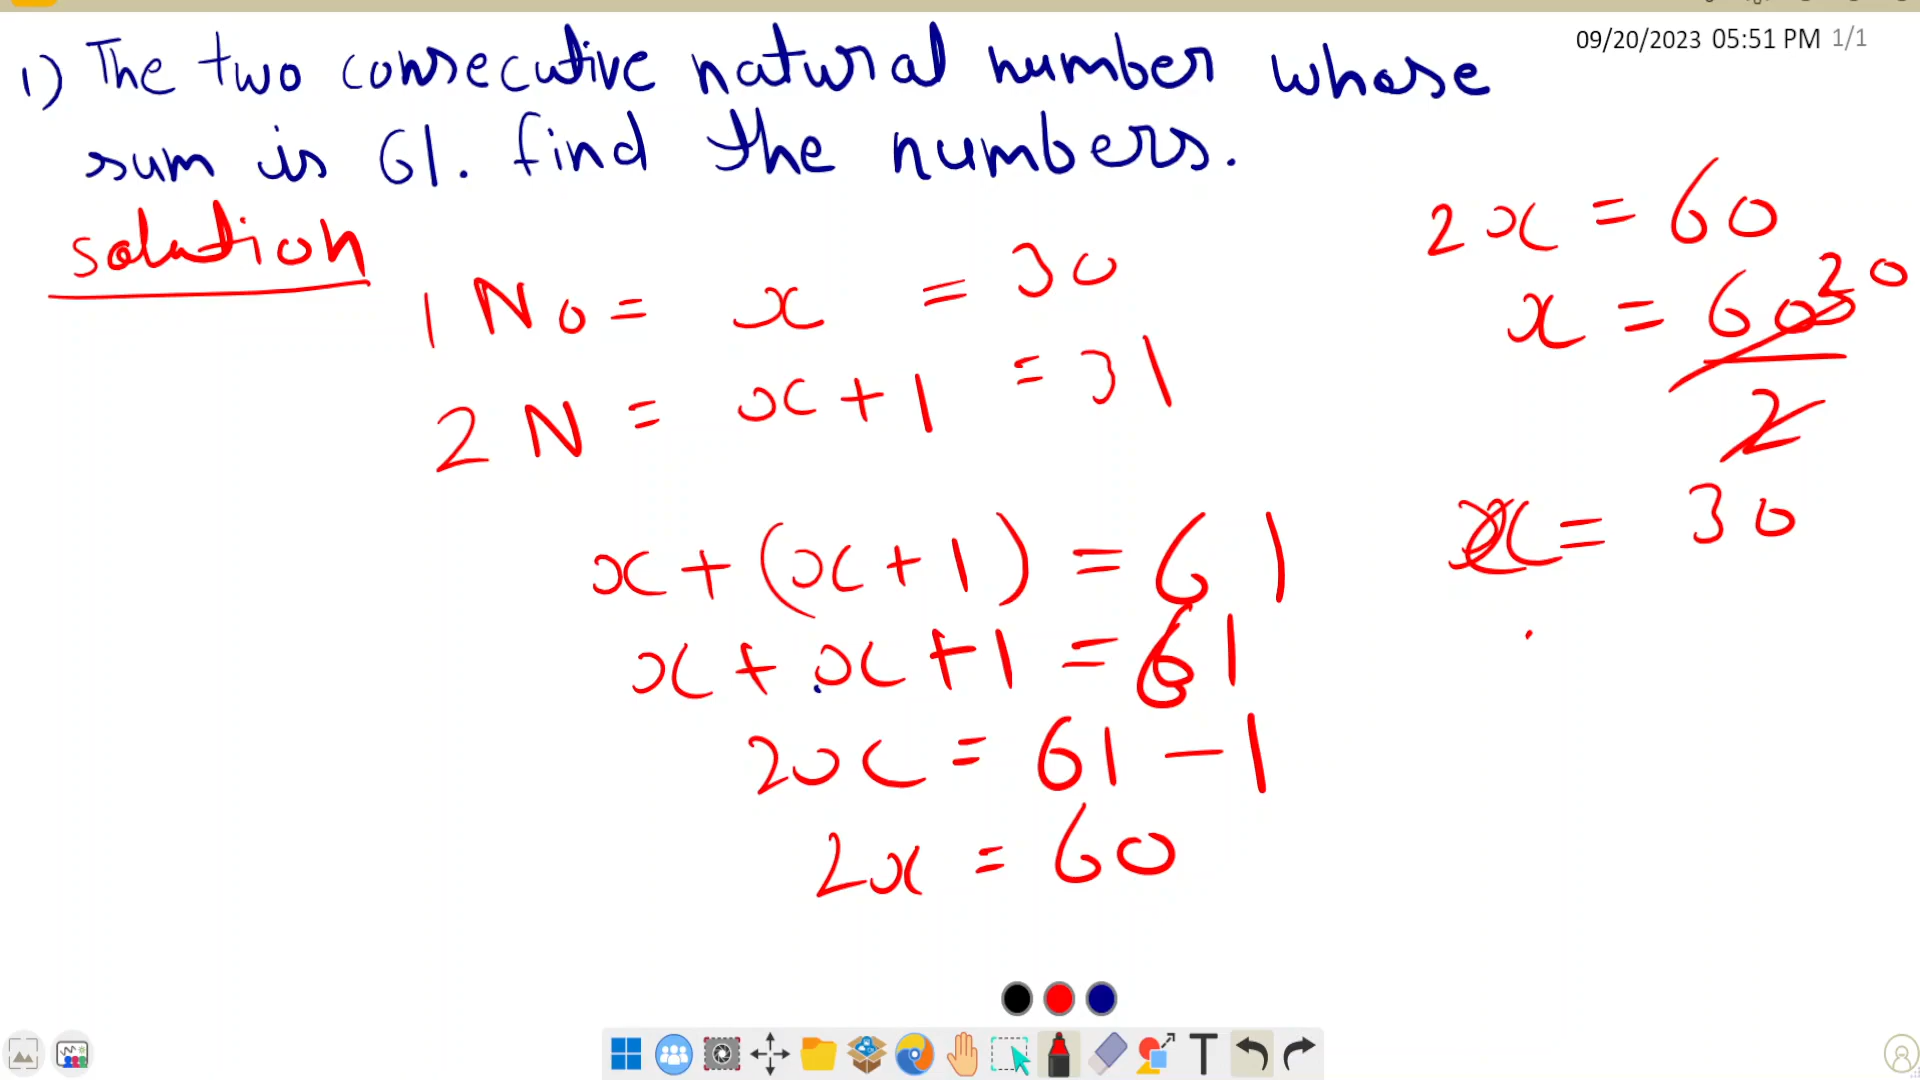 09/20/2023 05:51 PM 1/1
1) The two consecutive natural number whose
sum is 61. find the numbers.
solution
1 No = x = 30
2 N = x + 1 = 31
x + (x + 1) = 61
x + x + 1 = 61
2x = 61 - 1
2x = 60
2x = 60
x = 60 30
2
x = 30
T